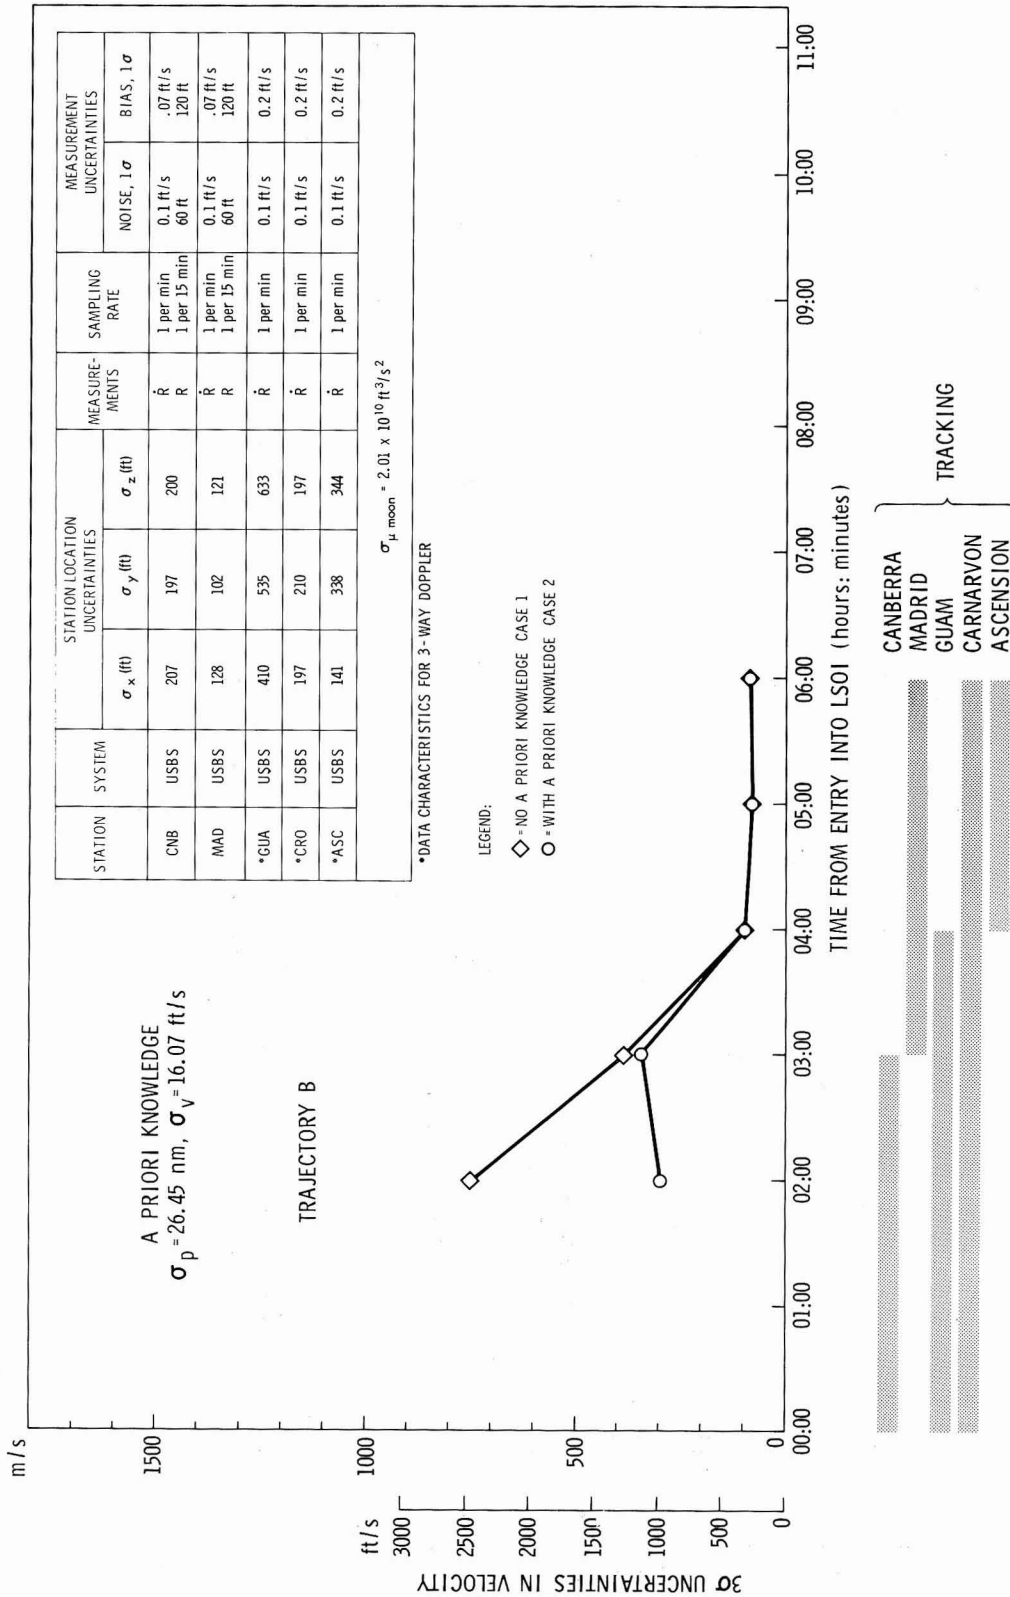 STATION
SYSTEM
STATION LOCATION
UNCERTAINTIES
MEASURE-
MENTS
SAMPLING
RATE
MEASUREMENT
UNCERTAINTIES
σx (ft)
σy (ft)
σz (ft)
NOISE, 1σ
BIAS, 1σ
CNB USBS 207 197 200 Ṙ 1 per min 0.1 ft/s .07 ft/s
R 1 per 15 min 60 ft 120 ft
MAD USBS 128 102 121 Ṙ 1 per min 0.1 ft/s .07 ft/s
R 1 per 15 min 60 ft 120 ft
*GUA USBS 410 535 633 Ṙ 1 per min 0.1 ft/s 0.2 ft/s
*CRO USBS 197 210 197 Ṙ 1 per min 0.1 ft/s 0.2 ft/s
*ASC USBS 141 338 344 Ṙ 1 per min 0.1 ft/s 0.2 ft/s
σμ moon = 2.01 x 10¹⁰ ft³/s²
*DATA CHARACTERISTICS FOR 3-WAY DOPPLER
LEGEND:
◇ = NO A PRIORI KNOWLEDGE CASE 1
○ = WITH A PRIORI KNOWLEDGE CASE 2
A PRIORI KNOWLEDGE
σp = 26.45 nm, σv = 16.07 ft/s
TRAJECTORY B
m/s
1500
1000
500
0
ft/s
3000
2500
2000
1500
1000
500
0
3σ UNCERTAINTIES IN VELOCITY
00:00 01:00 02:00 03:00 04:00 05:00 06:00 07:00 08:00 09:00 10:00 11:00
TIME FROM ENTRY INTO LSOI (hours: minutes)
CANBERRA
MADRID
GUAM
CARNARVON
ASCENSION
TRACKING